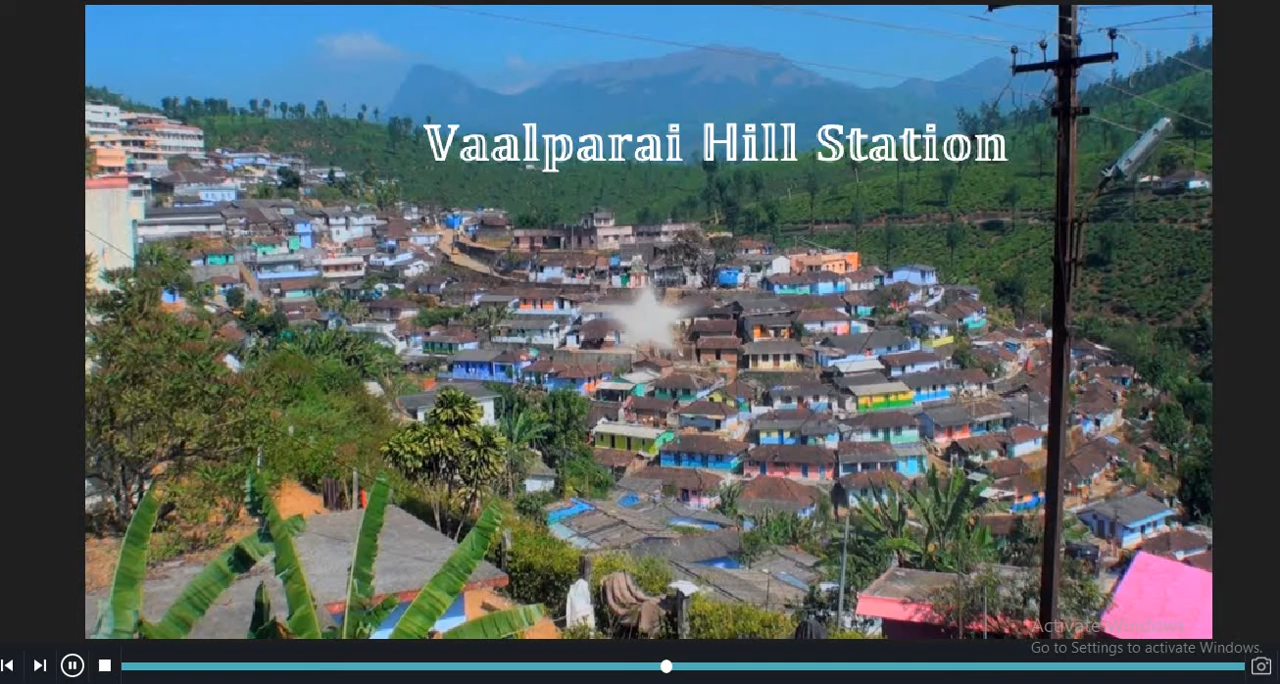 Vaalparai Hill Station
Activate Windows
Go to Settings to activate Windows.